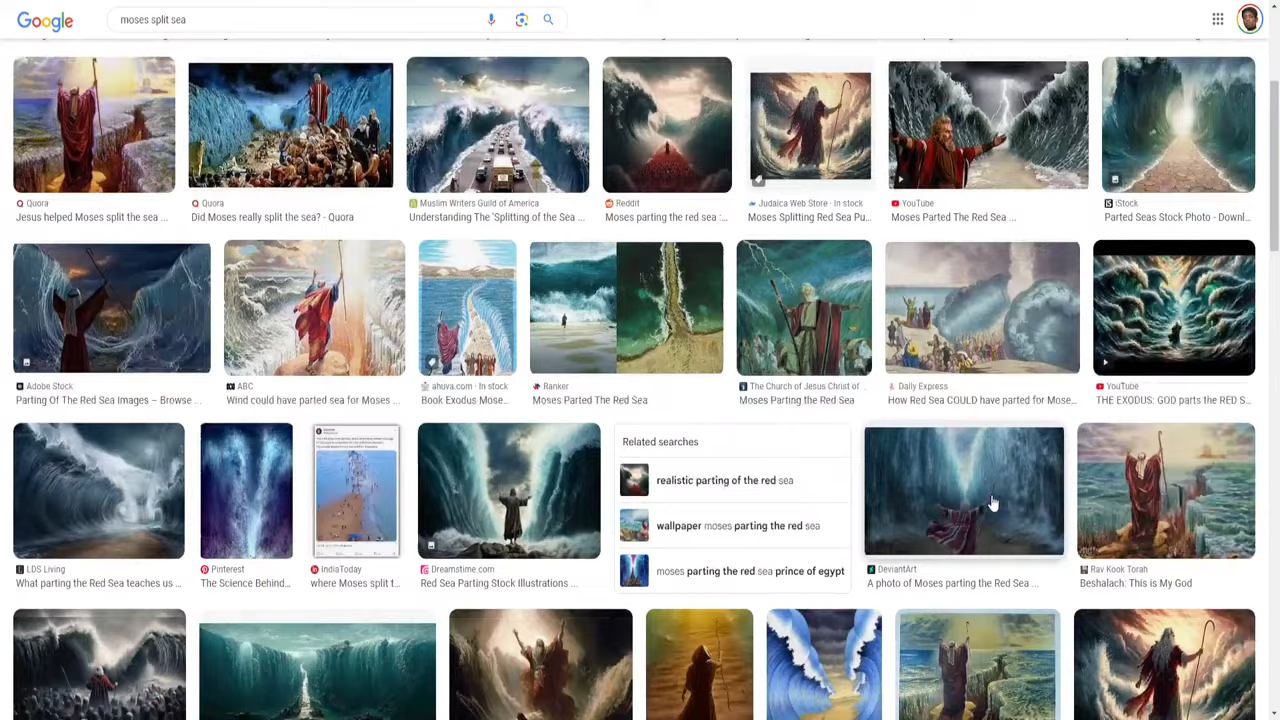 Google
moses split sea
Quora
Jesus helped Moses split the sea ...
Quora
Did Moses really split the sea? - Quora
Muslim Writers Guild of America
Understanding The 'Splitting of the Sea ...
Reddit
Moses parting the red sea :...
Judaica Web Store · In stock
Moses Splitting Red Sea Pu...
YouTube
Moses Parted The Red Sea ...
iStock
Parted Seas Stock Photo - Downl...
Adobe Stock
Parting Of The Red Sea Images – Browse ...
ABC
Wind could have parted sea for Moses ...
ahuva.com · In stock
Book Exodus Mose...
Ranker
Moses Parted The Red Sea
The Church of Jesus Christ of ...
Moses Parting the Red Sea
Daily Express
How Red Sea COULD have parted for Mose...
YouTube
THE EXODUS: GOD parts the RED S...
LDS Living
What parting the Red Sea teaches us ...
Pinterest
The Science Behind...
IndiaToday
where Moses split t...
Dreamstime.com
Red Sea Parting Stock Illustrations ...
Related searches
realistic parting of the red sea
wallpaper moses parting the red sea
moses parting the red sea prince of egypt
DeviantArt
A photo of Moses parting the Red Sea ...
Rav Kook Torah
Beshalach: This is My God